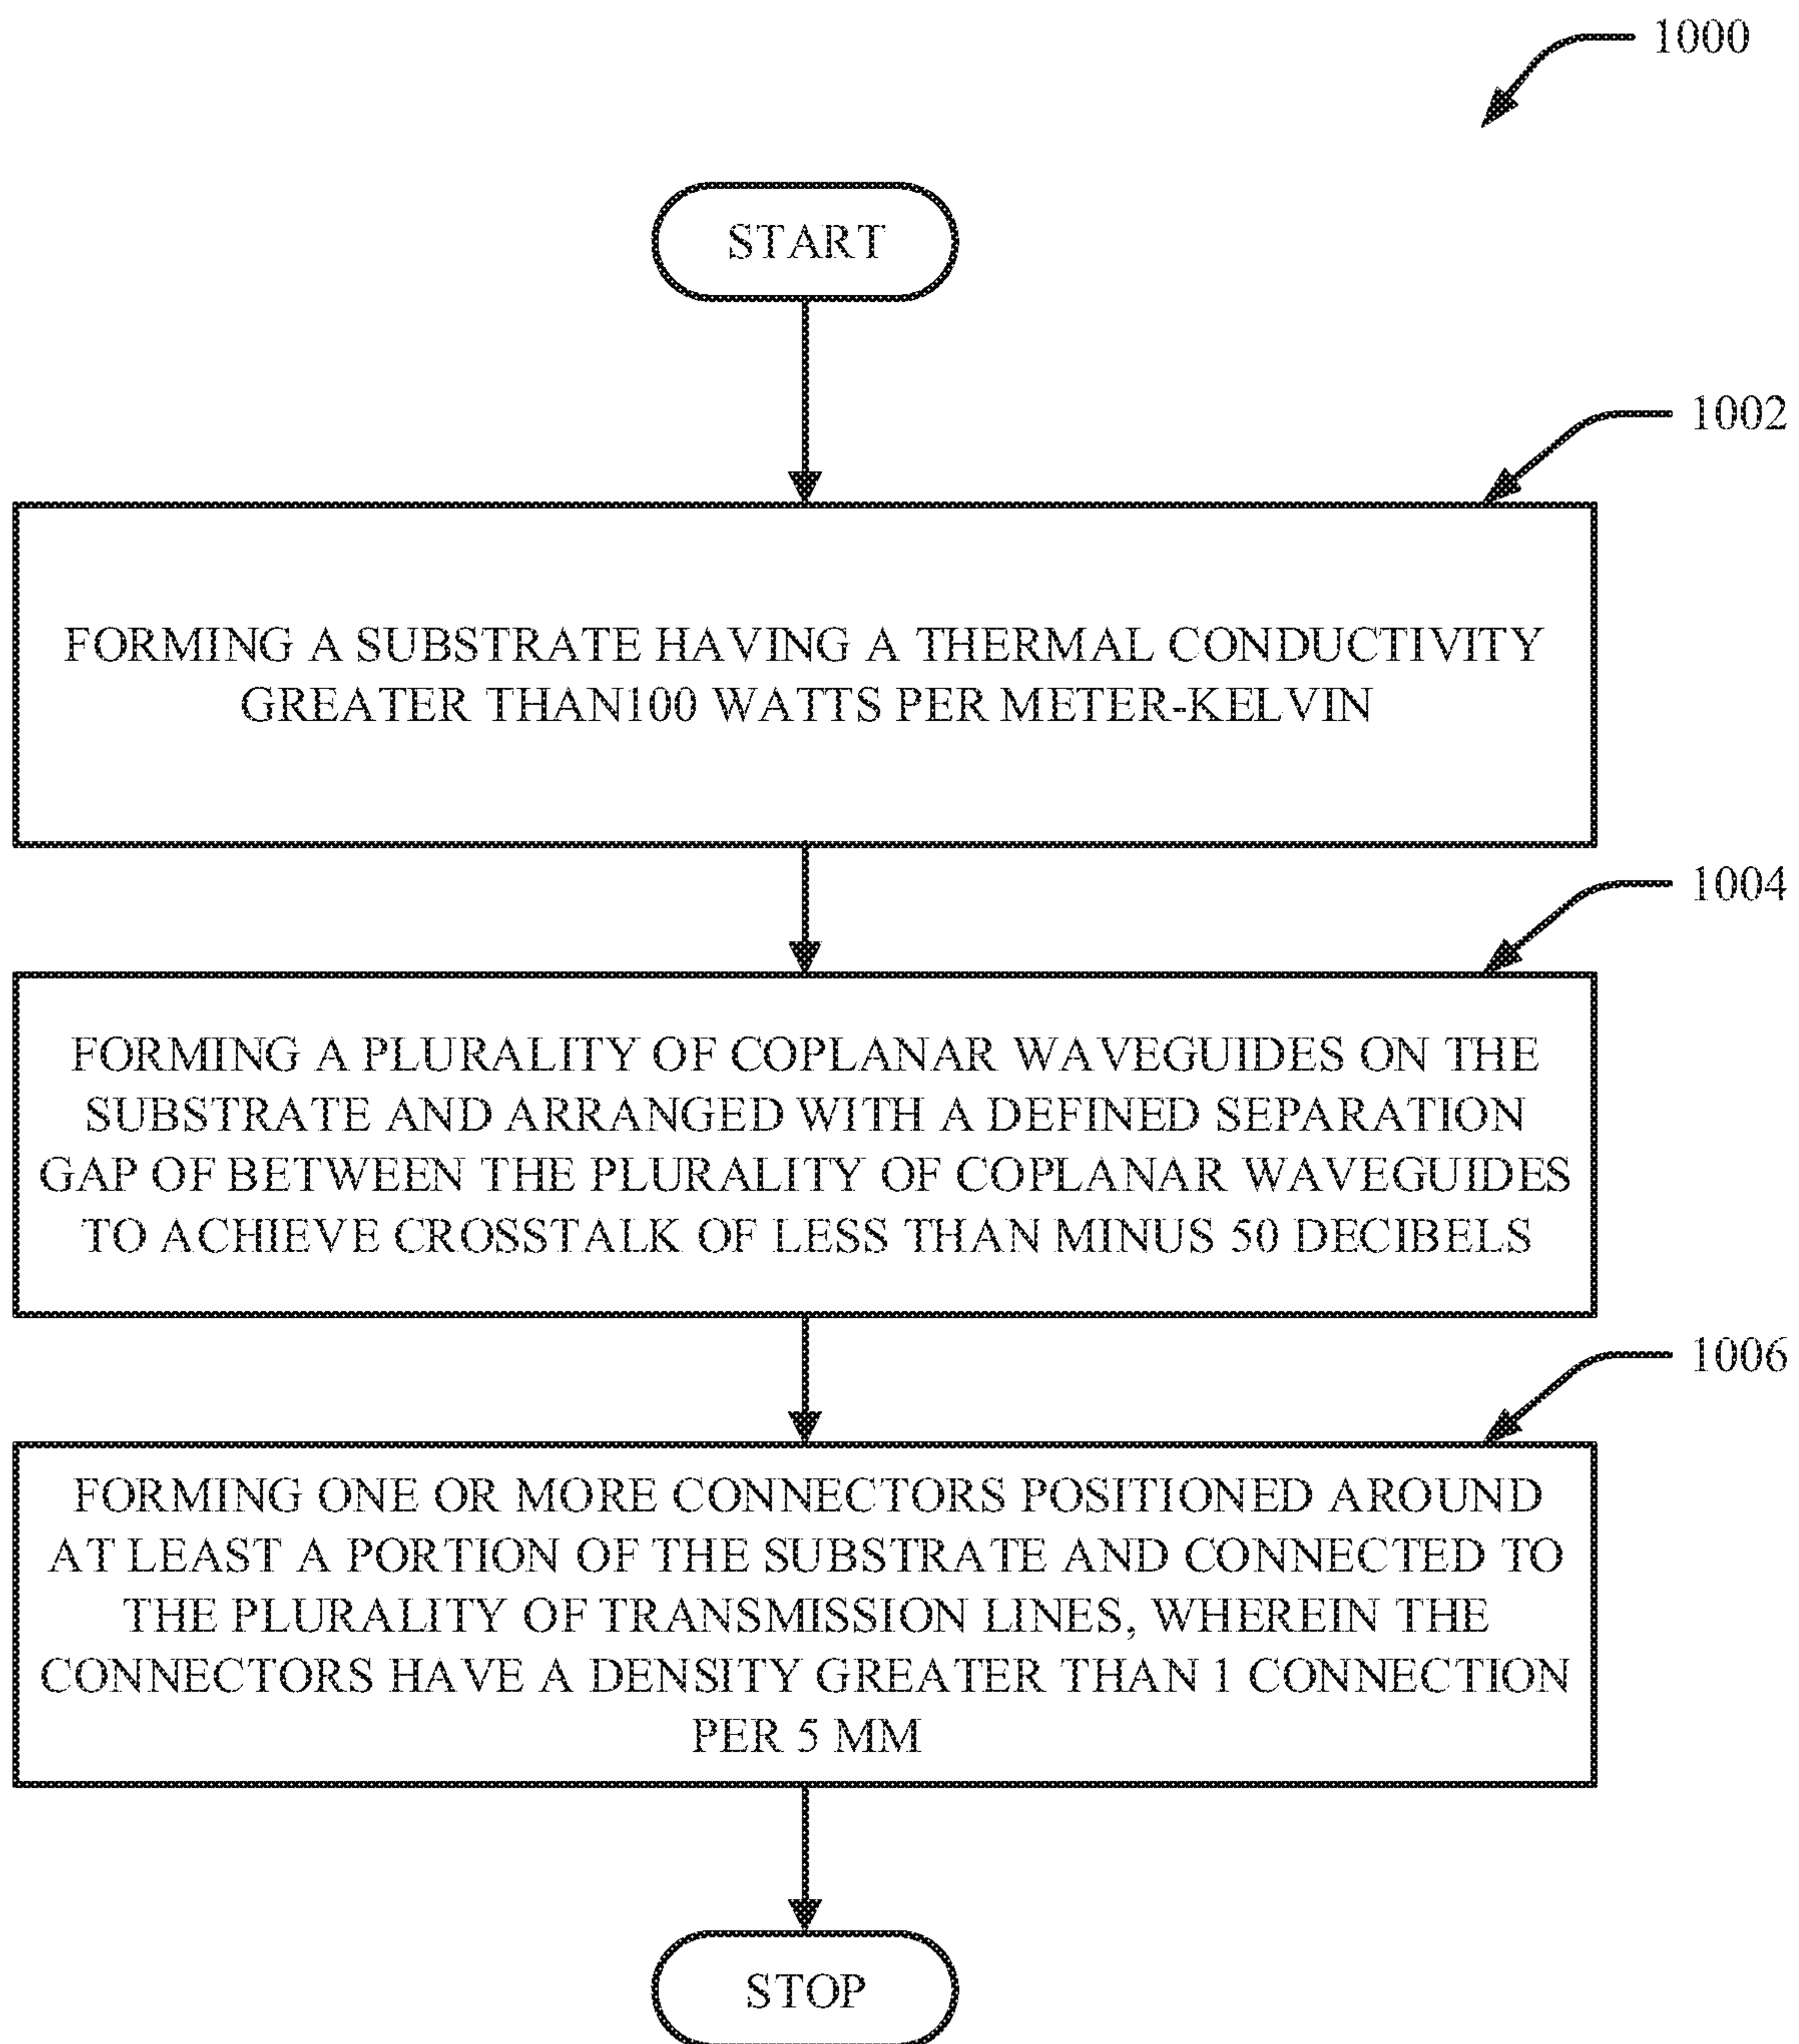 1000
START
1002
FORMING A SUBSTRATE HAVING A THERMAL CONDUCTIVITY
GREATER THAN100 WATTS PER METER-KELVIN
1004
FORMING A PLURALITY OF COPLANAR WAVEGUIDES ON THE
SUBSTRATE AND ARRANGED WITH A DEFINED SEPARATION
GAP OF BETWEEN THE PLURALITY OF COPLANAR WAVEGUIDES
TO ACHIEVE CROSSTALK OF LESS THAN MINUS 50 DECIBELS
1006
FORMING ONE OR MORE CONNECTORS POSITIONED AROUND
AT LEAST A PORTION OF THE SUBSTRATE AND CONNECTED TO
THE PLURALITY OF TRANSMISSION LINES, WHEREIN THE
CONNECTORS HAVE A DENSITY GREATER THAN 1 CONNECTION
PER 5 MM
STOP